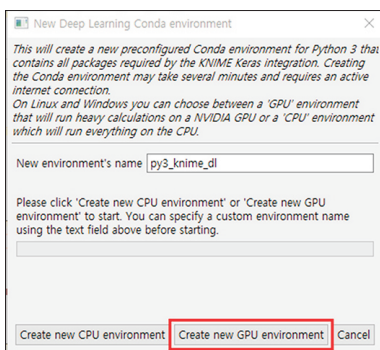 New Deep Learning Conda environment
This will create a new preconfigured Conda environment for Python 3 that
contains all packages required by the KNIME Keras integration. Creating
the Conda environment may take several minutes and requires an active
internet connection.
On Linux and Windows you can choose between a 'GPU' environment
that will run heavy calculations on a NVIDIA GPU or a 'CPU' environment
which will run everything on the CPU.
New environment's name py3_knime_dl
Please click 'Create new CPU environment' or 'Create new GPU
environment' to start. You can specify a custom environment name
using the text field above before starting.
Create new CPU environment Create new GPU environment Cancel